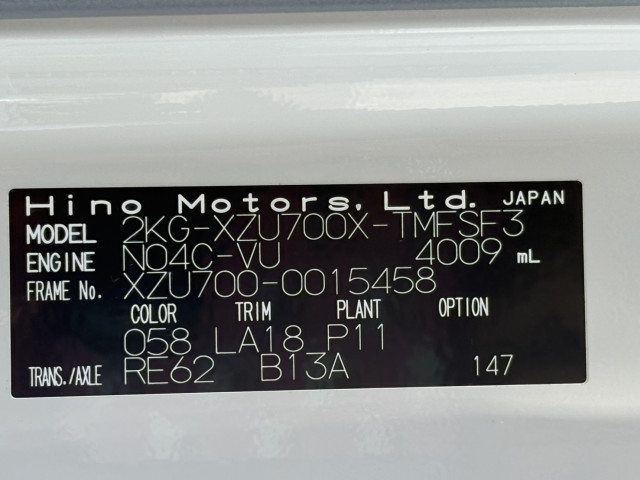 Hino Motors, Ltd. JAPAN
MODEL 2KG-XZU700X-TMFSF3
ENGINE N04C-VU 4009 mL
FRAME No. XZU700-0015458
COLOR TRIM PLANT OPTION
058 LA18 P11
TRANS./AXLE RE62 B13A 147